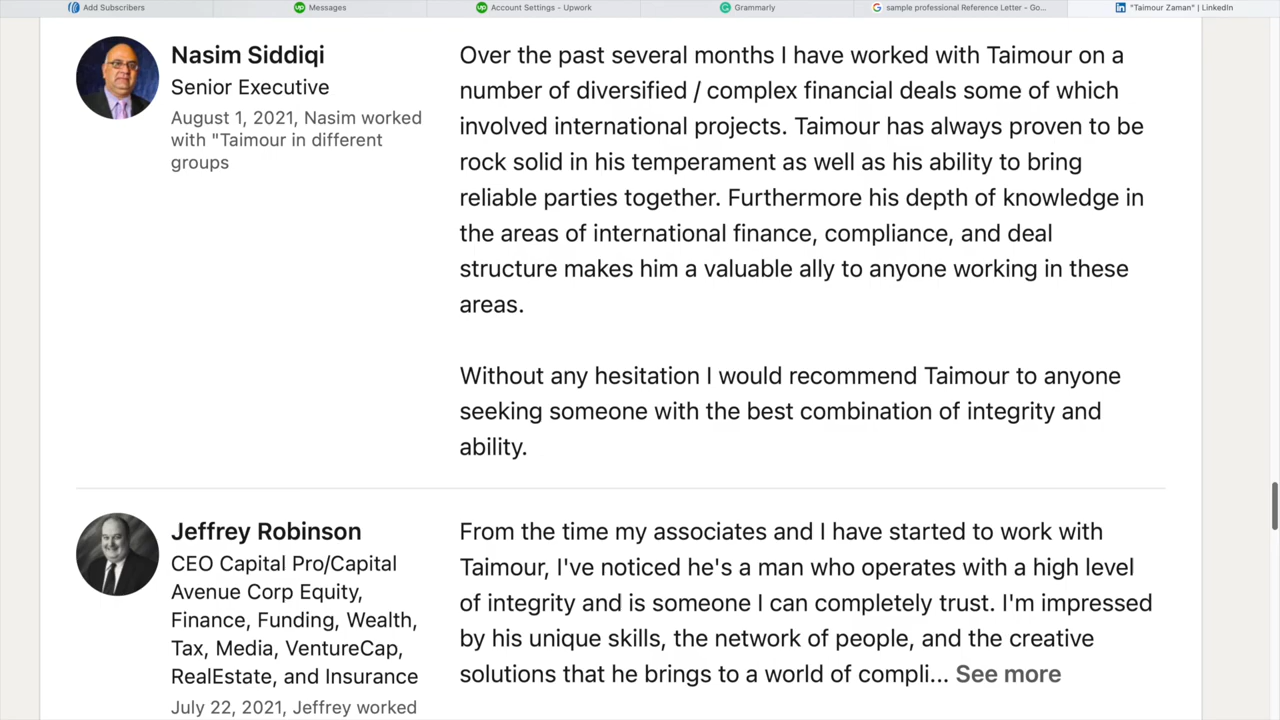 Add Subscribers
Messages
Account Settings - Upwork
Grammarly
sample professional Reference Letter - Go...
"Taimour Zaman" | LinkedIn
Nasim Siddiqi
Senior Executive
August 1, 2021, Nasim worked
with "Taimour in different
groups
Over the past several months I have worked with Taimour on a
number of diversified / complex financial deals some of which
involved international projects. Taimour has always proven to be
rock solid in his temperament as well as his ability to bring
reliable parties together. Furthermore his depth of knowledge in
the areas of international finance, compliance, and deal
structure makes him a valuable ally to anyone working in these
areas.
Without any hesitation I would recommend Taimour to anyone
seeking someone with the best combination of integrity and
ability.
Jeffrey Robinson
CEO Capital Pro/Capital
Avenue Corp Equity,
Finance, Funding, Wealth,
Tax, Media, VentureCap,
RealEstate, and Insurance
July 22, 2021, Jeffrey worked
From the time my associates and I have started to work with
Taimour, I've noticed he's a man who operates with a high level
of integrity and is someone I can completely trust. I'm impressed
by his unique skills, the network of people, and the creative
solutions that he brings to a world of compli... See more